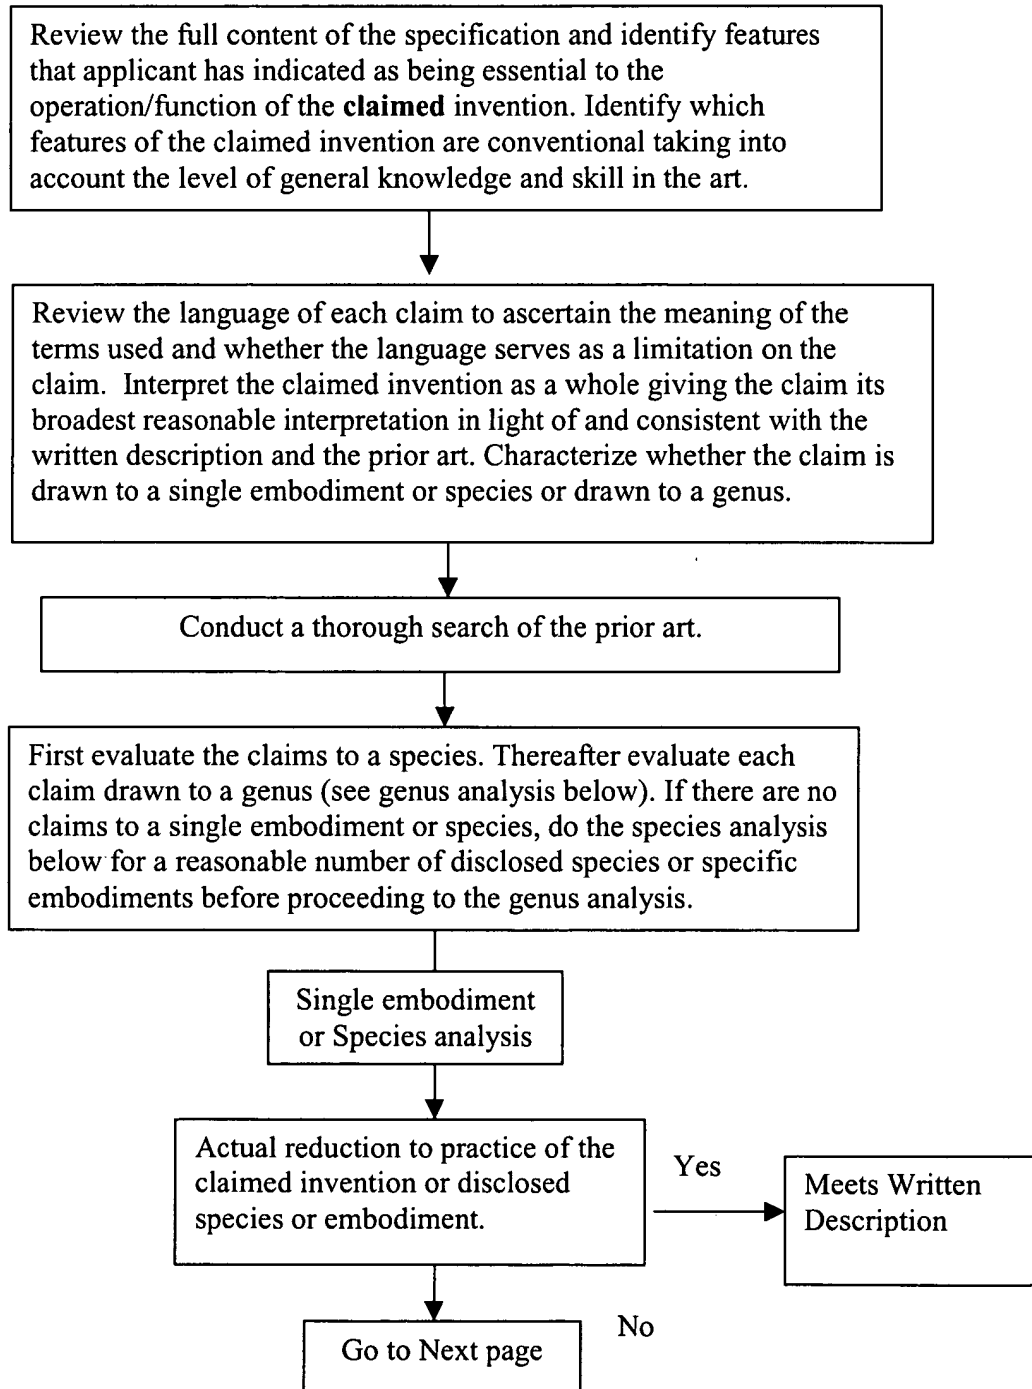 Review the full content of the specification and identify features
that applicant has indicated as being essential to the
operation/function of the claimed invention. Identify which
features of the claimed invention are conventional taking into
account the level of general knowledge and skill in the art.
Review the language of each claim to ascertain the meaning of the
terms used and whether the language serves as a limitation on the
claim. Interpret the claimed invention as a whole giving the claim its
broadest reasonable interpretation in light of and consistent with the
written description and the prior art. Characterize whether the claim is
drawn to a single embodiment or species or drawn to a genus.
Conduct a thorough search of the prior art.
First evaluate the claims to a species. Thereafter evaluate each
claim drawn to a genus (see genus analysis below). If there are no
claims to a single embodiment or species, do the species analysis
below for a reasonable number of disclosed species or specific
embodiments before proceeding to the genus analysis.
Single embodiment
or Species analysis
Actual reduction to practice of the
claimed invention or disclosed
species or embodiment.
Yes
Meets Written
Description
No
Go to Next page